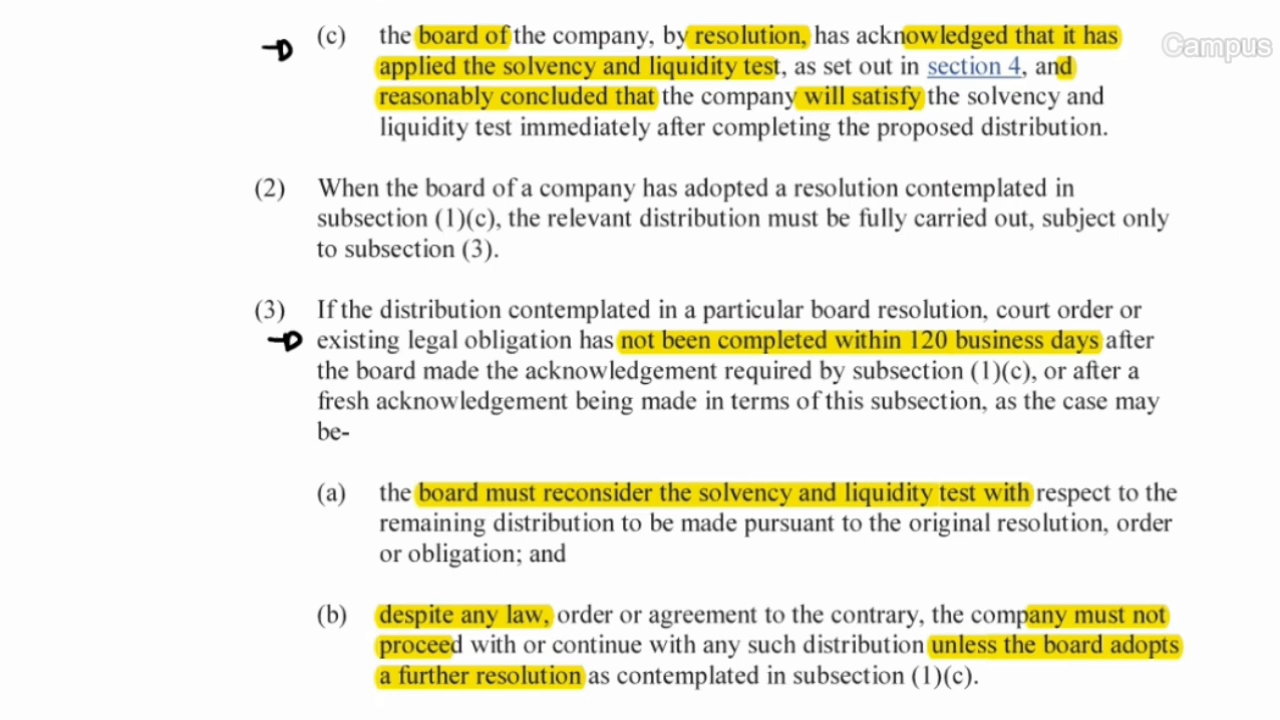 (c) the board of the company, by resolution, has acknowledged that it has
Campus
applied the solvency and liquidity test, as set out in section 4, and
reasonably concluded that the company will satisfy the solvency and
liquidity test immediately after completing the proposed distribution.
(2) When the board of a company has adopted a resolution contemplated in
subsection (1)(c), the relevant distribution must be fully carried out, subject only
to subsection (3).
(3) If the distribution contemplated in a particular board resolution, court order or
existing legal obligation has not been completed within 120 business days after
the board made the acknowledgement required by subsection (1)(c), or after a
fresh acknowledgement being made in terms of this subsection, as the case may
be-
(a) the board must reconsider the solvency and liquidity test with respect to the
remaining distribution to be made pursuant to the original resolution, order
or obligation; and
(b) despite any law, order or agreement to the contrary, the company must not
proceed with or continue with any such distribution unless the board adopts
a further resolution as contemplated in subsection (1)(c).